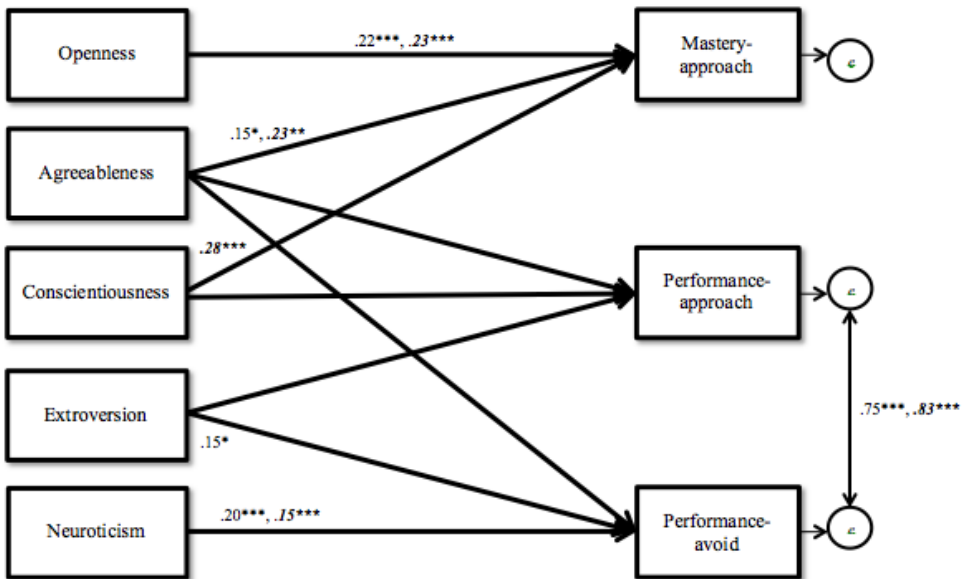 Openness
.22***, .23***
Mastery-
approach
e
.15*, .23**
Agreeableness
.28***
Conscientiousness
Performance-
approach
e
Extroversion
.15*
.75***, .83***
Neuroticism
.20***, .15***
Performance-
avoid
e